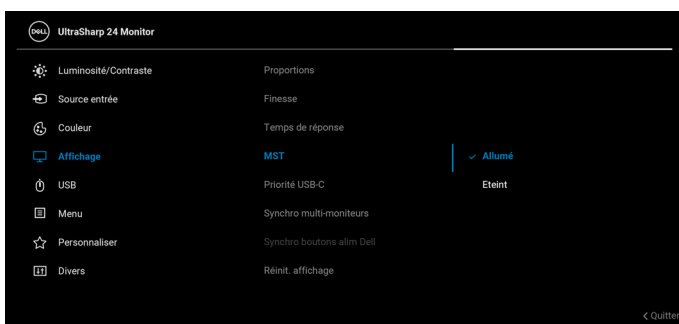 DELL UltraSharp 24 Monitor
Luminosité/Contraste Proportions
Source entrée Finesse
Couleur Temps de réponse
Affichage MST Allumé
USB Priorité USB-C Eteint
Menu Synchro multi-moniteurs
Personnaliser Synchro boutons alim Dell
Divers Réinit. affichage
Quitter